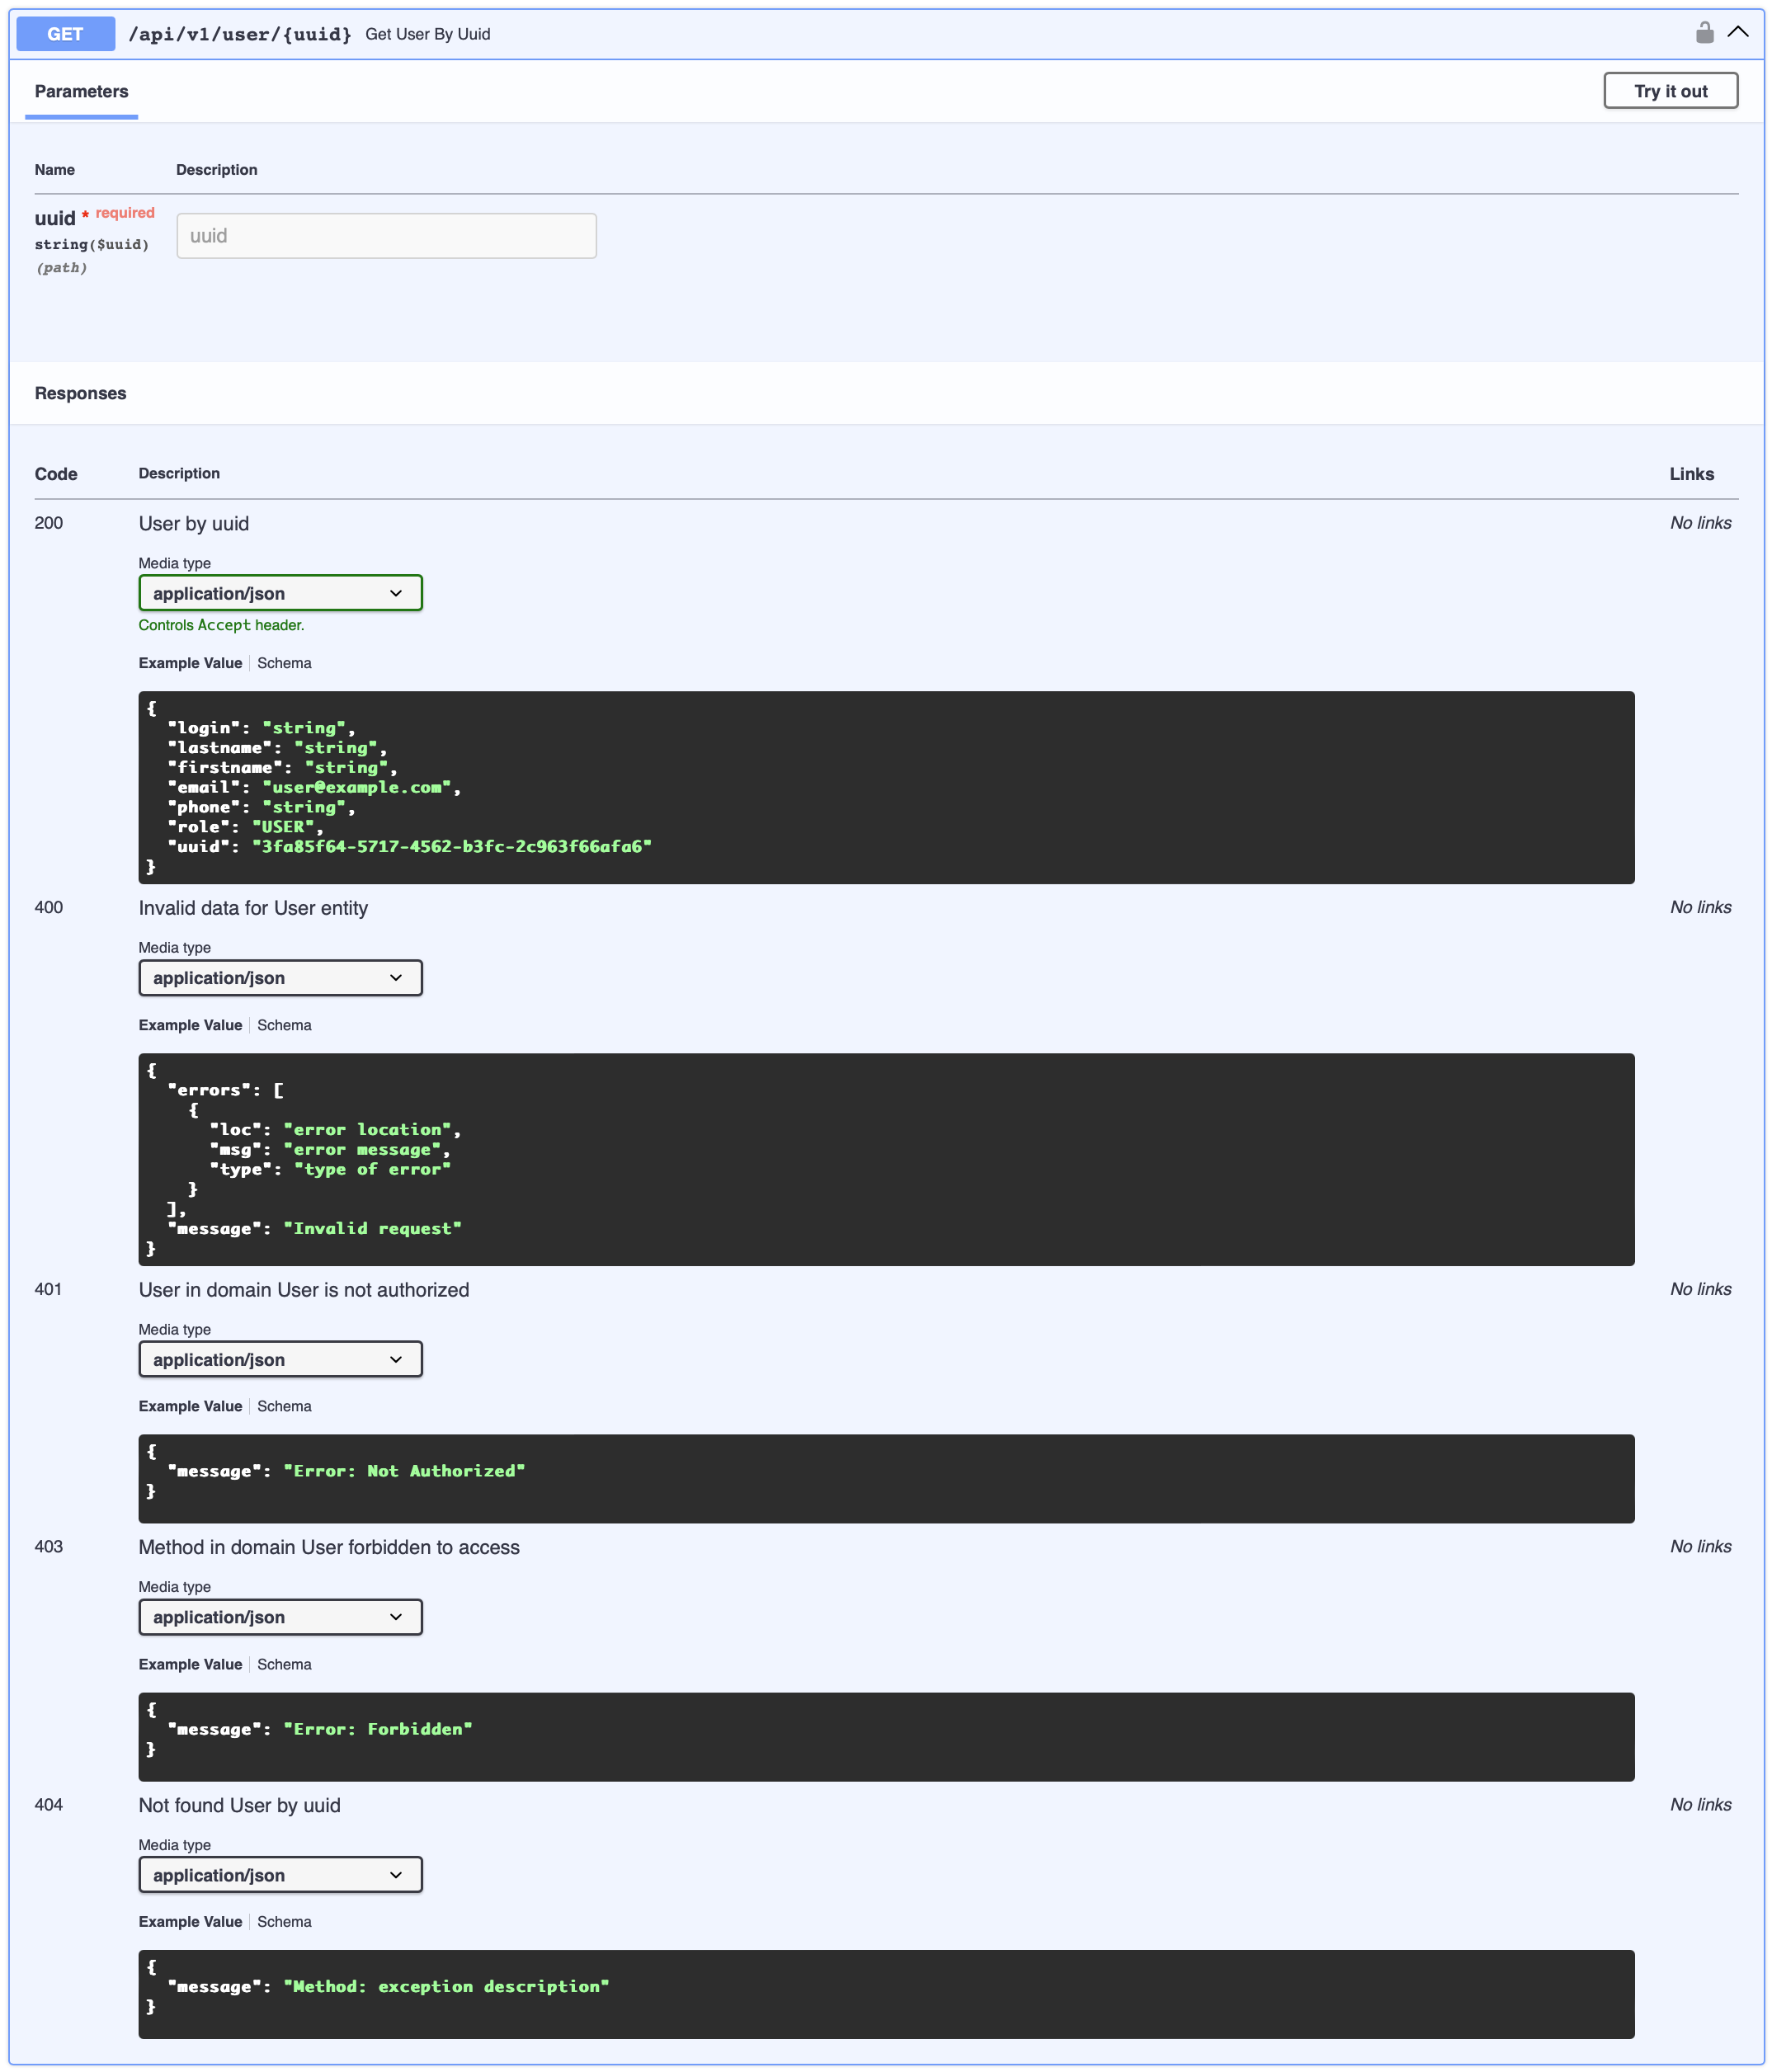 GET /api/v1/user/{uuid} Get User By Uuid
Parameters Try it out
Name Description
uuid * required
string($uuid)
(path)
uuid
Responses
Code Description Links
200 User by uuid No links
Media type
application/json
Controls Accept header.
Example Value Schema
{
  "login": "string",
  "lastname": "string",
  "firstname": "string",
  "email": "user@example.com",
  "phone": "string",
  "role": "USER",
  "uuid": "3fa85f64-5717-4562-b3fc-2c963f66afa6"
}
400 Invalid data for User entity No links
Media type
application/json
Example Value Schema
{
  "errors": [
    {
      "loc": "error location",
      "msg": "error message",
      "type": "type of error"
    }
  ],
  "message": "Invalid request"
}
401 User in domain User is not authorized No links
Media type
application/json
Example Value Schema
{
  "message": "Error: Not Authorized"
}
403 Method in domain User forbidden to access No links
Media type
application/json
Example Value Schema
{
  "message": "Error: Forbidden"
}
404 Not found User by uuid No links
Media type
application/json
Example Value Schema
{
  "message": "Method: exception description"
}